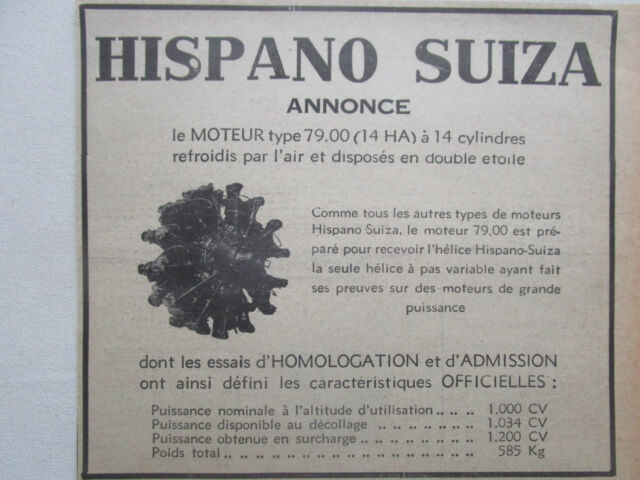 HISPANO SUIZA
ANNONCE
le MOTEUR type 79.00 (14 HA) à 14 cylindres
refroidis par l'air et disposés en double etoile
Comme tous les autres types de moteurs
Hispano Suiza, le moteur 79,00 est pré-
paré pour recevoir l'hélice Hispano-Suiza
la seule hélice à pas variable ayant fait
ses preuves sur des moteurs de grande
puissance
dont les essais d'HOMOLOGATION et d'ADMISSION
ont ainsi défini les caractéristiques OFFICIELLES :
Puissance nominale à l'altitude d'utilisation.. .. .. 1.000 CV
Puissance disponible au décollage .. .. .. .. .. .. 1.034 CV
Puissance obtenue en surcharge.. .. .. .. .. .. .. 1.200 CV
Poids total .. .. .. .. .. .. .. .. .. .. .. .. .. .. .. 585 Kg